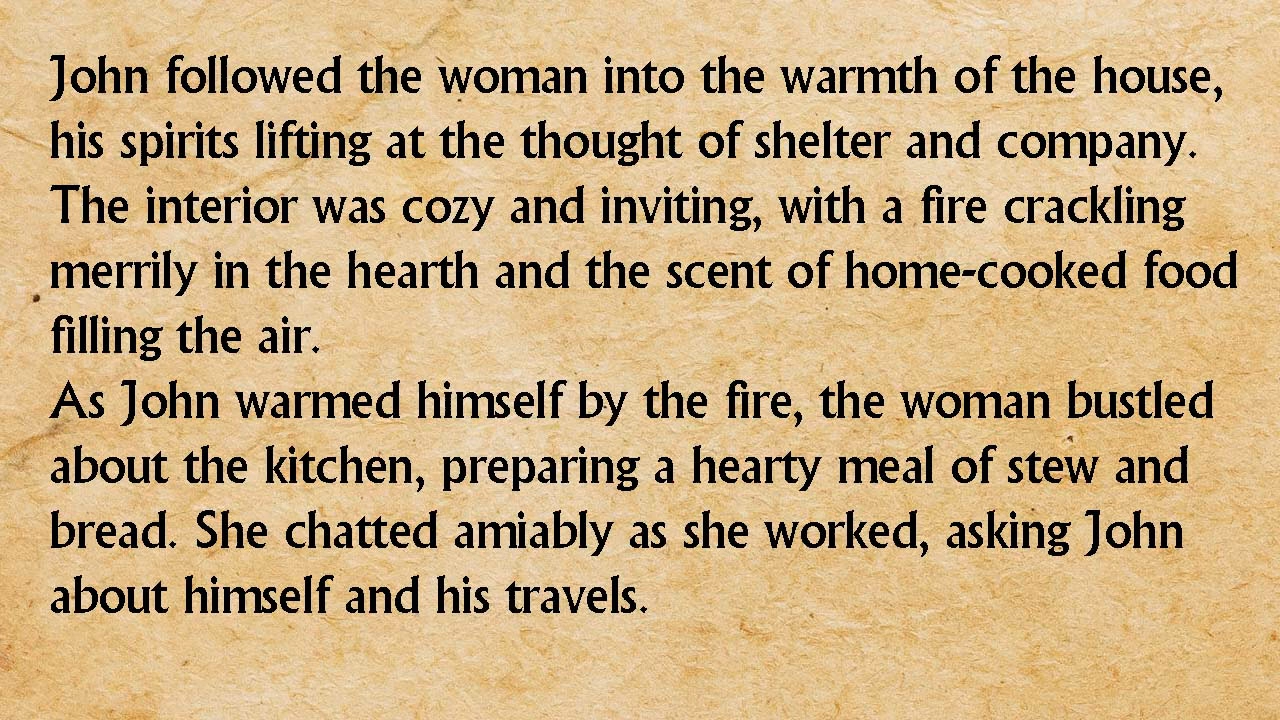 John followed the woman into the warmth of the house,
his spirits lifting at the thought of shelter and company.
The interior was cozy and inviting, with a fire crackling
merrily in the hearth and the scent of home-cooked food
filling the air.
As John warmed himself by the fire, the woman bustled
about the kitchen, preparing a hearty meal of stew and
bread. She chatted amiably as she worked, asking John
about himself and his travels.